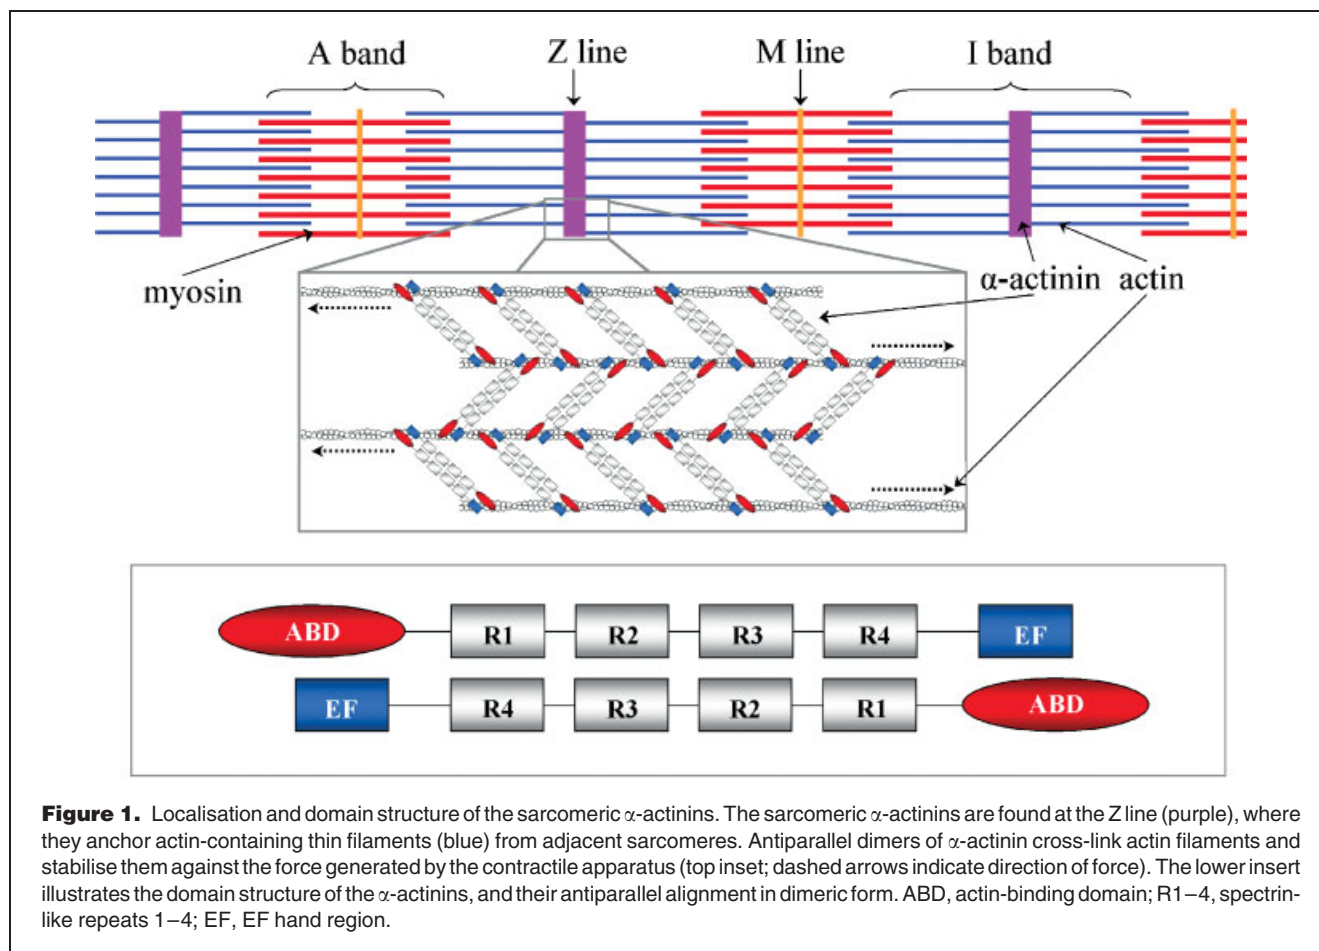 A band
Z line
M line
I band
myosin
α-actinin
actin
ABD R1 R2 R3 R4 EF
EF R4 R3 R2 R1 ABD
Figure 1. Localisation and domain structure of the sarcomeric α-actinins. The sarcomeric α-actinins are found at the Z line (purple), where
they anchor actin-containing thin filaments (blue) from adjacent sarcomeres. Antiparallel dimers of α-actinin cross-link actin filaments and
stabilise them against the force generated by the contractile apparatus (top inset; dashed arrows indicate direction of force). The lower insert
illustrates the domain structure of the α-actinins, and their antiparallel alignment in dimeric form. ABD, actin-binding domain; R1–4, spectrin-
like repeats 1–4; EF, EF hand region.